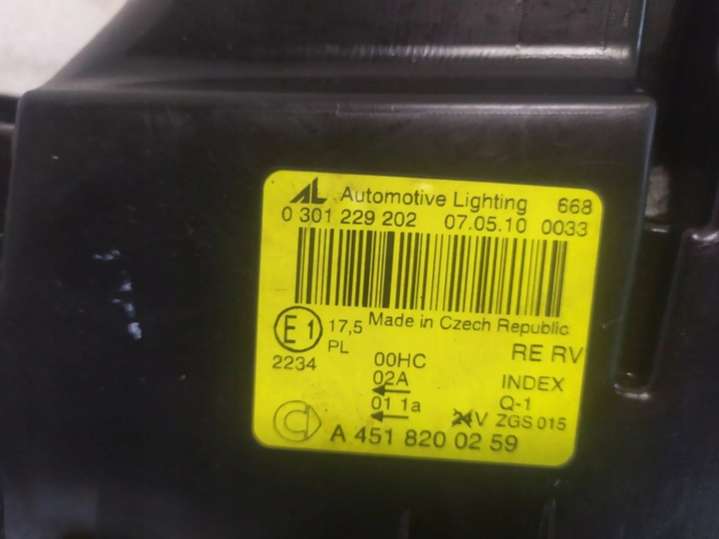 AL Automotive Lighting 668
0 301 229 202 07.05.10 0033
Made in Czech Republic
E1 17,5
PL
2234
00HC
RE RV
02A
INDEX
01 1a
Q-1
24V ZGS 015
A 451 820 02 59